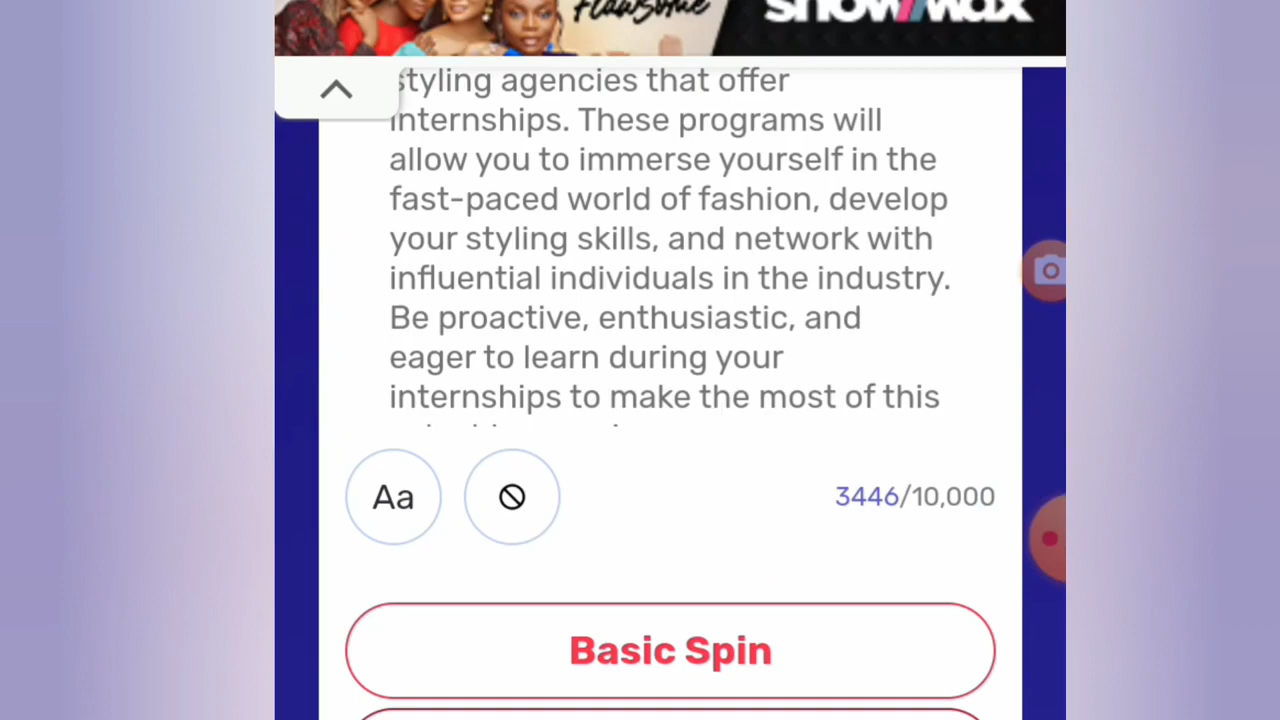 Flawsome
showmax
styling agencies that offer
internships. These programs will
allow you to immerse yourself in the
fast-paced world of fashion, develop
your styling skills, and network with
influential individuals in the industry.
Be proactive, enthusiastic, and
eager to learn during your
internships to make the most of this
Aa
3446/10,000
Basic Spin